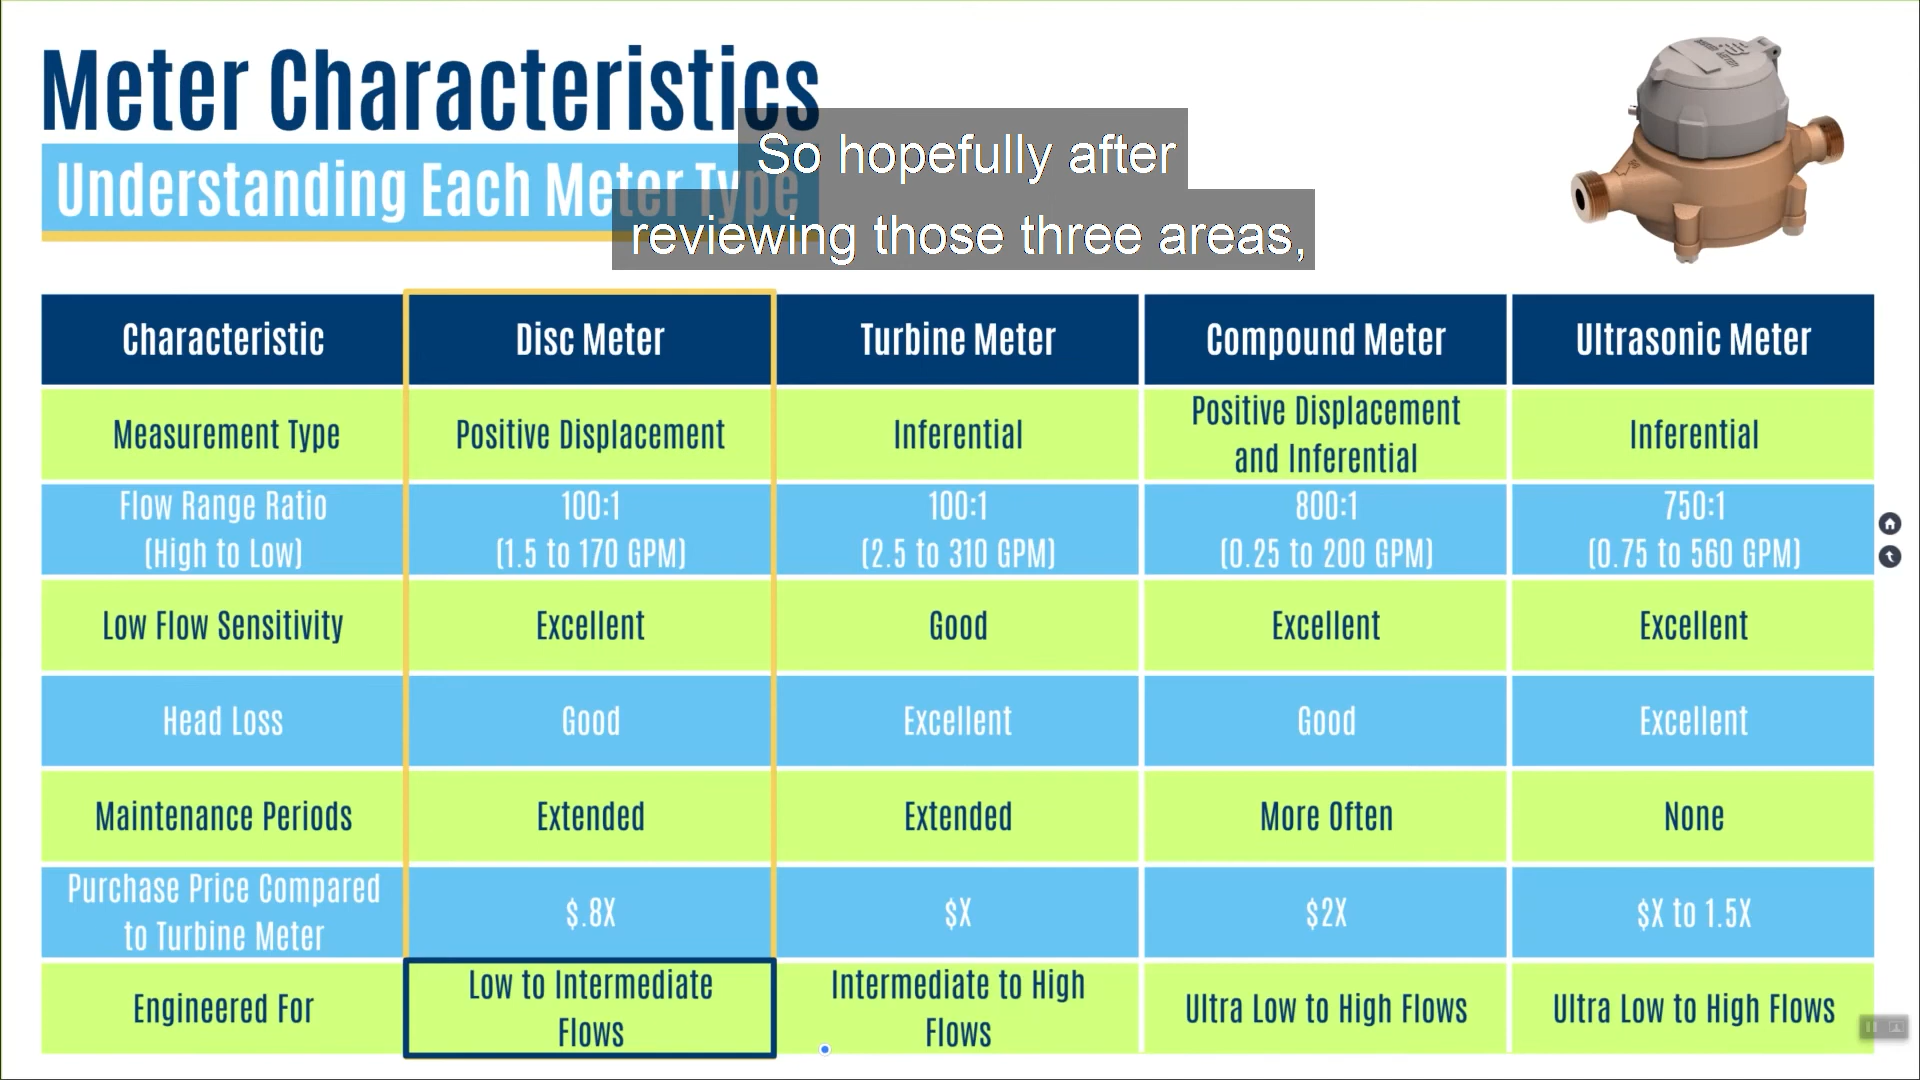 Meter Characteristics
Understanding Each Meter Type
So hopefully after
reviewing those three areas,
Characteristic
Disc Meter
Turbine Meter
Compound Meter
Ultrasonic Meter
Measurement Type
Positive Displacement
Inferential
Positive Displacement
and Inferential
Inferential
Flow Range Ratio
(High to Low)
100:1
(1.5 to 170 GPM)
100:1
(2.5 to 310 GPM)
800:1
(0.25 to 200 GPM)
750:1
(0.75 to 560 GPM)
Low Flow Sensitivity
Excellent
Good
Excellent
Excellent
Head Loss
Good
Excellent
Good
Excellent
Maintenance Periods
Extended
Extended
More Often
None
Purchase Price Compared
to Turbine Meter
$.8X
$X
$2X
$X to 1.5X
Engineered For
Low to Intermediate
Flows
Intermediate to High
Flows
Ultra Low to High Flows
Ultra Low to High Flows